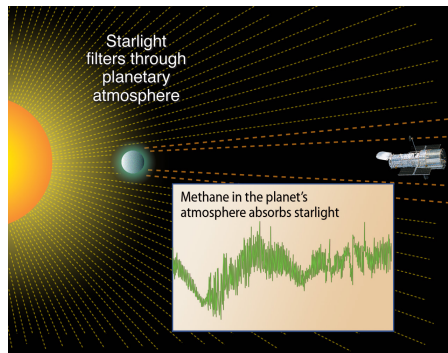 Starlight
filters through
planetary
atmosphere
Methane in the planet's
atmosphere absorbs starlight